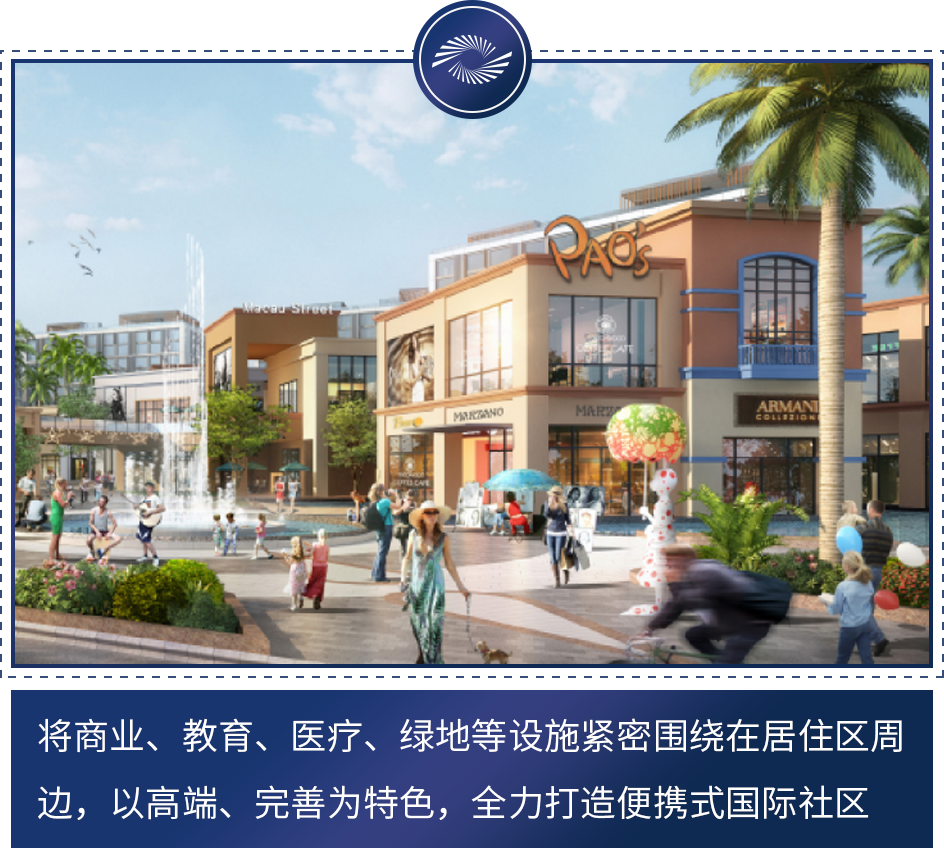 Macau Street
PAO's
COFFEE CAFE
MARZANO
MARZ
ARMANI
COLLEZIONI
将商业、教育、医疗、绿地等设施紧密围绕在居住区周
边，以高端、完善为特色，全力打造便携式国际社区